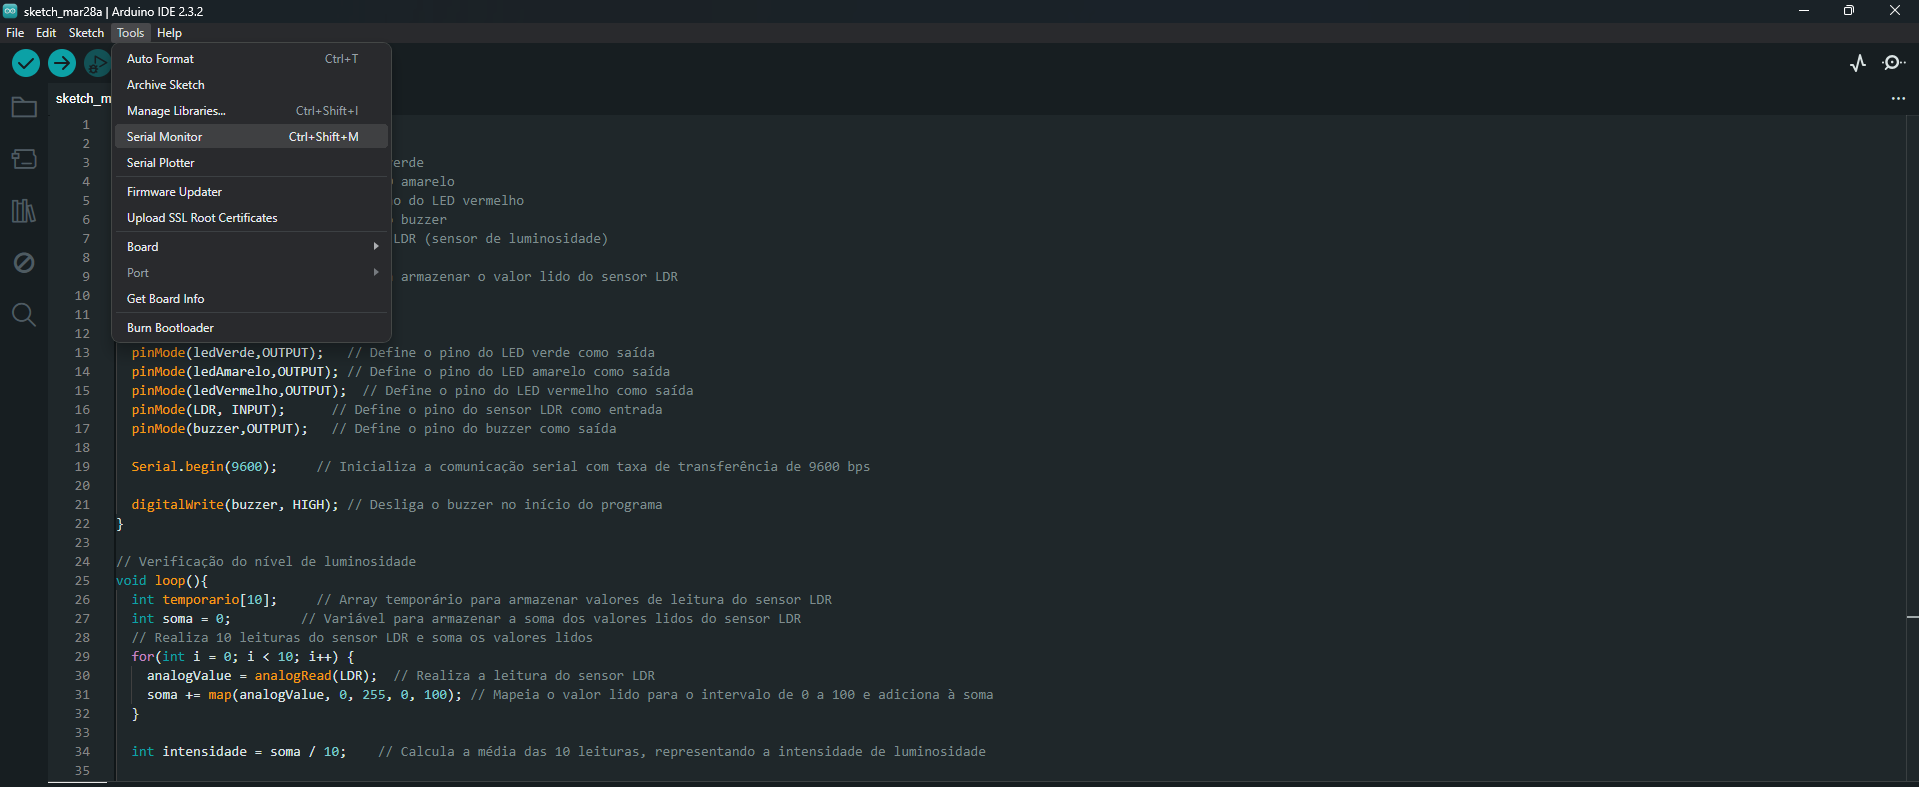 sketch_mar28a | Arduino IDE 2.3.2
File Edit Sketch Tools Help
Auto Format Ctrl+T
Archive Sketch
Manage Libraries... Ctrl+Shift+I
Serial Monitor Ctrl+Shift+M
Serial Plotter
Firmware Updater
Upload SSL Root Certificates
Board
Port
Get Board Info
Burn Bootloader
sketch_m
1
2
3 erde
4 amarelo
5 o do LED vermelho
6 buzzer
7 LDR (sensor de luminosidade)
8
9 armazenar o valor lido do sensor LDR
10
11
12
13 pinMode(ledVerde,OUTPUT); // Define o pino do LED verde como saída
14 pinMode(ledAmarelo,OUTPUT); // Define o pino do LED amarelo como saída
15 pinMode(ledVermelho,OUTPUT); // Define o pino do LED vermelho como saída
16 pinMode(LDR, INPUT); // Define o pino do sensor LDR como entrada
17 pinMode(buzzer,OUTPUT); // Define o pino do buzzer como saída
18
19 Serial.begin(9600); // Inicializa a comunicação serial com taxa de transferência de 9600 bps
20
21 digitalWrite(buzzer, HIGH); // Desliga o buzzer no início do programa
22 }
23
24 // Verificação do nível de luminosidade
25 void loop(){
26 int temporario[10]; // Array temporário para armazenar valores de leitura do sensor LDR
27 int soma = 0; // Variável para armazenar a soma dos valores lidos do sensor LDR
28 // Realiza 10 leituras do sensor LDR e soma os valores lidos
29 for(int i = 0; i < 10; i++) {
30 analogValue = analogRead(LDR); // Realiza a leitura do sensor LDR
31 soma += map(analogValue, 0, 255, 0, 100); // Mapeia o valor lido para o intervalo de 0 a 100 e adiciona à soma
32 }
33
34 int intensidade = soma / 10; // Calcula a média das 10 leituras, representando a intensidade de luminosidade
35